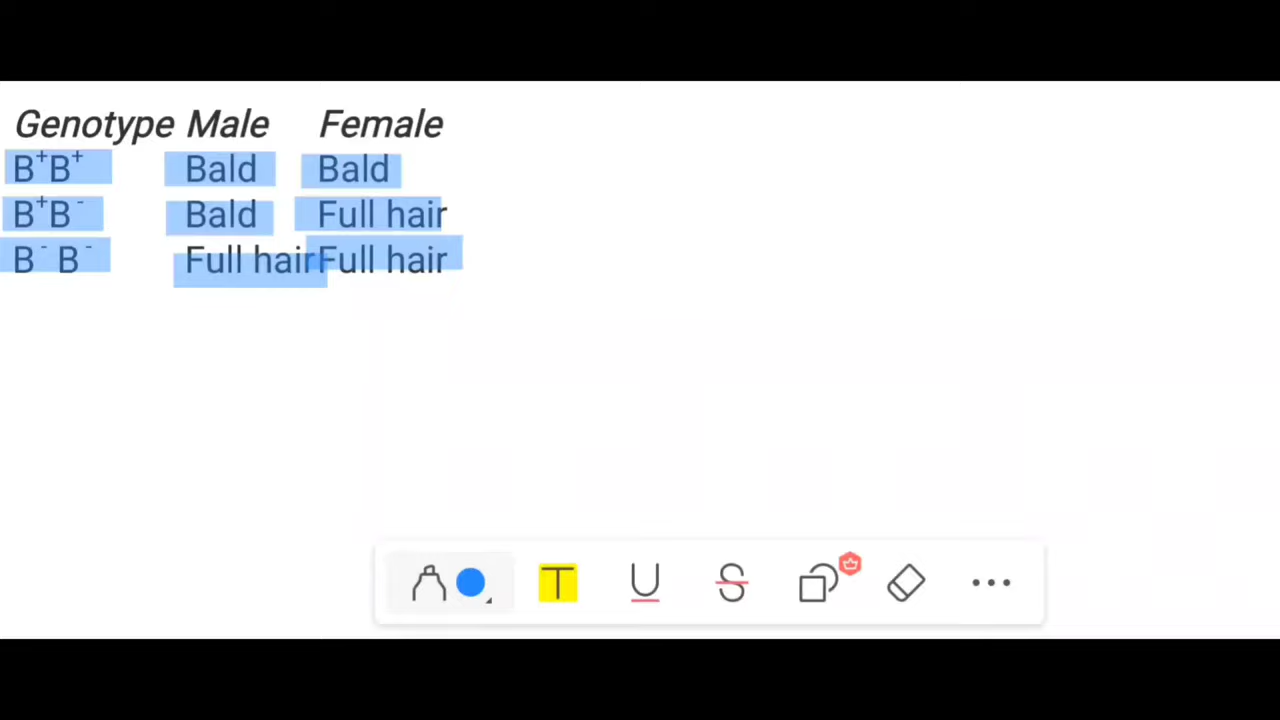 Genotype Male Female
B⁺B⁺ Bald Bald
B⁺B⁻ Bald Full hair
B⁻ B⁻ Full hair Full hair
T U S